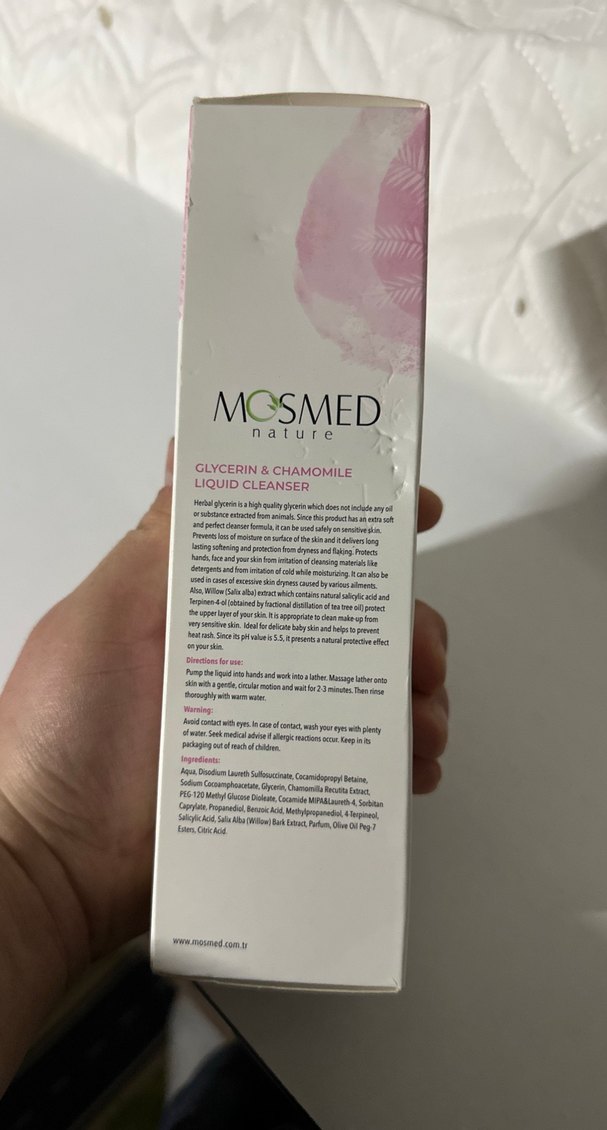 MOSMED
nature
GLYCERIN & CHAMOMILE
LIQUID CLEANSER
Herbal glycerin is a high quality glycerin which does not include any oil
or substance extracted from animals. Since this product has an extra soft
and perfect cleanser formula, it can be used safely on sensitive skin.
Prevents loss of moisture on surface of the skin and it delivers long
lasting softening and protection from dryness and flaking. Protects
hands, face and your skin from irritation of cleansing materials like
detergents and from irritation of cold while moisturizing. It can also be
used in cases of excessive skin dryness caused by various ailments.
Also, Willow (Salix alba) extract which contains natural salicylic acid and
Terpinen-4-ol (obtained by fractional distillation of tea tree oil) protect
the upper layer of your skin. It is appropriate to clean make-up from
very sensitive skin. Ideal for delicate baby skin and helps to prevent
heat rash. Since its pH value is 5.5, it presents a natural protective effect
on your skin.
Directions for use:
Pump the liquid into hands and work into a lather. Massage lather onto
skin with a gentle, circular motion and wait for 2-3 minutes. Then rinse
thoroughly with warm water.
Warning:
Avoid contact with eyes. In case of contact, wash your eyes with plenty
of water. Seek medical advise if allergic reactions occur. Keep in its
packaging out of reach of children.
Ingredients:
Aqua, Disodium Laureth Sulfosuccinate, Cocamidopropyl Betaine,
Sodium Cocoamphoacetate, Glycerin, Chamomilla Recutita Extract,
PEG-120 Methyl Glucose Dioleate, Cocamide MIPA&Laureth-4, Sorbitan
Caprylate, Propanediol, Benzoic Acid, Methylpropanediol, 4-Terpineol,
Salicylic Acid, Salix Alba (Willow) Bark Extract, Parfum, Olive Oil Peg-7
Esters, Citric Acid.
www.mosmed.com.tr